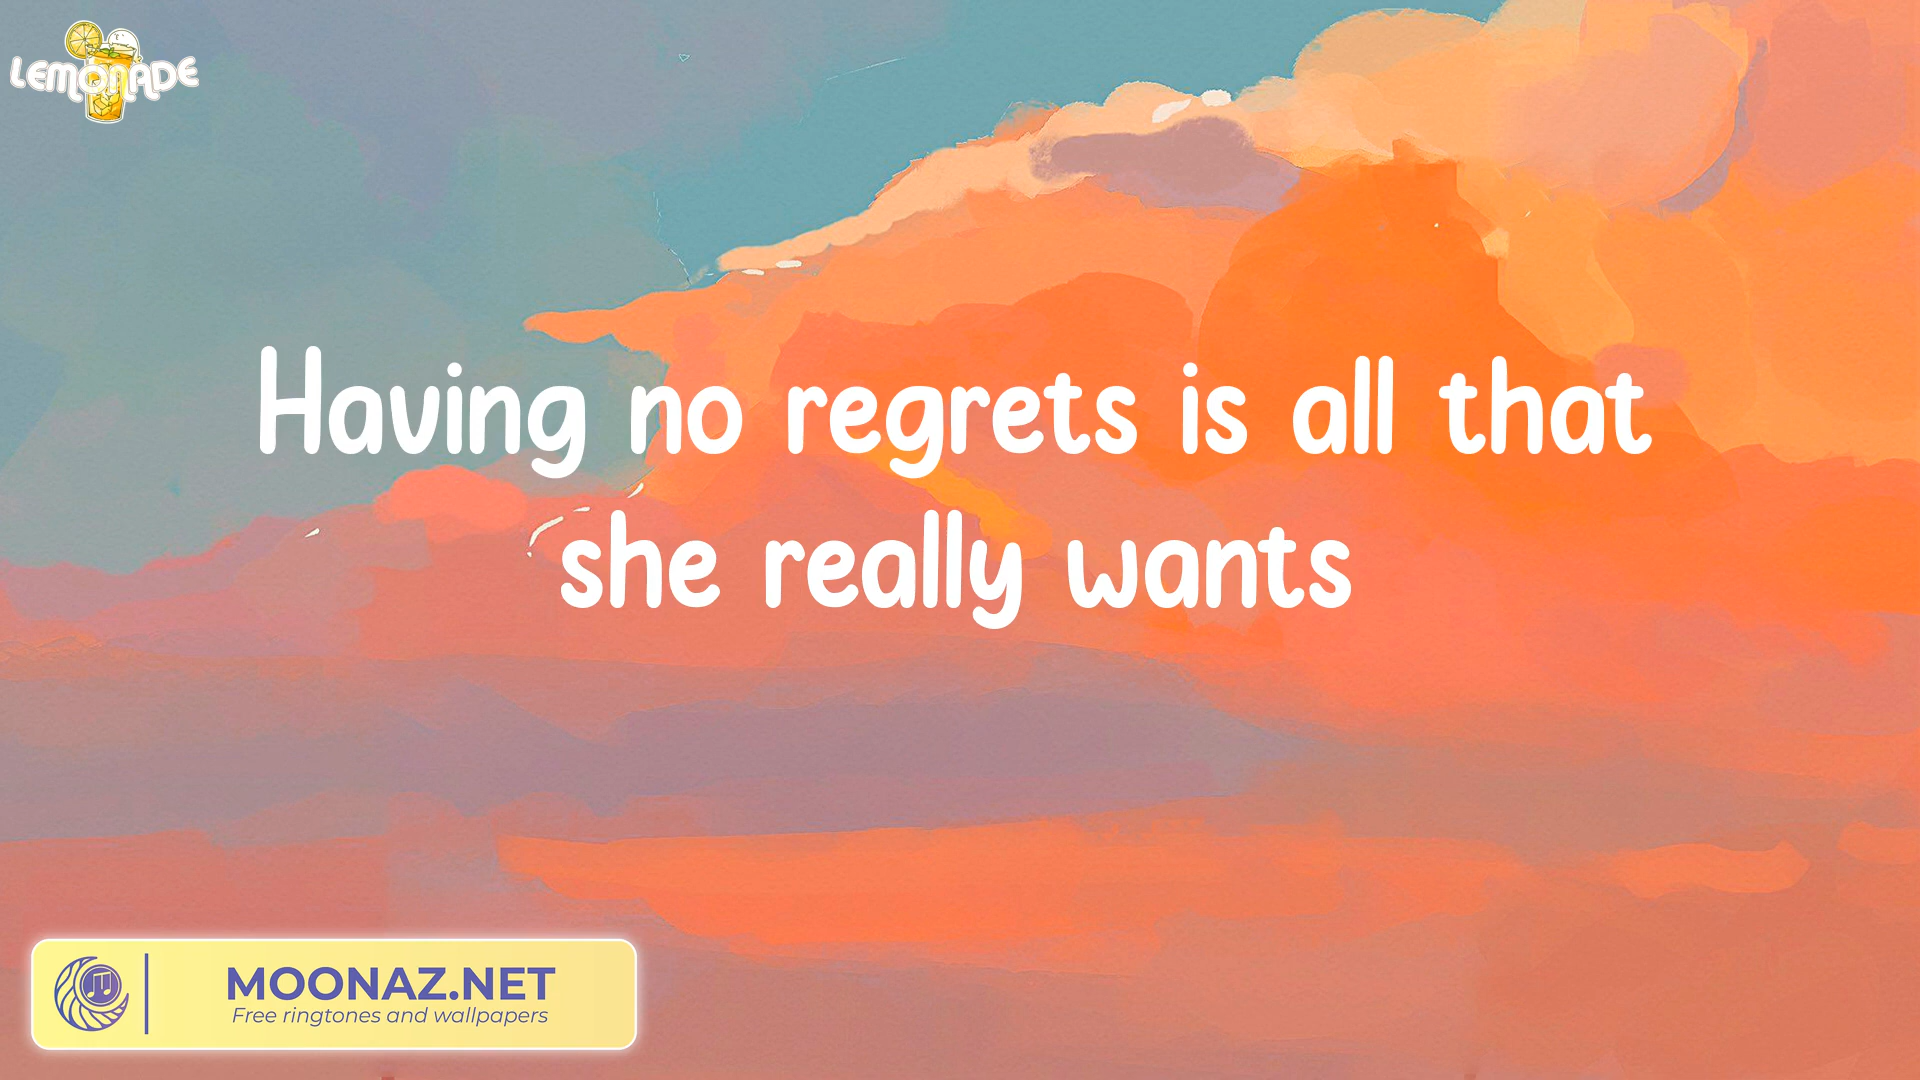 LEMONADE
Having no regrets is all that
she really wants
MOONAZ.NET
Free ringtones and wallpapers